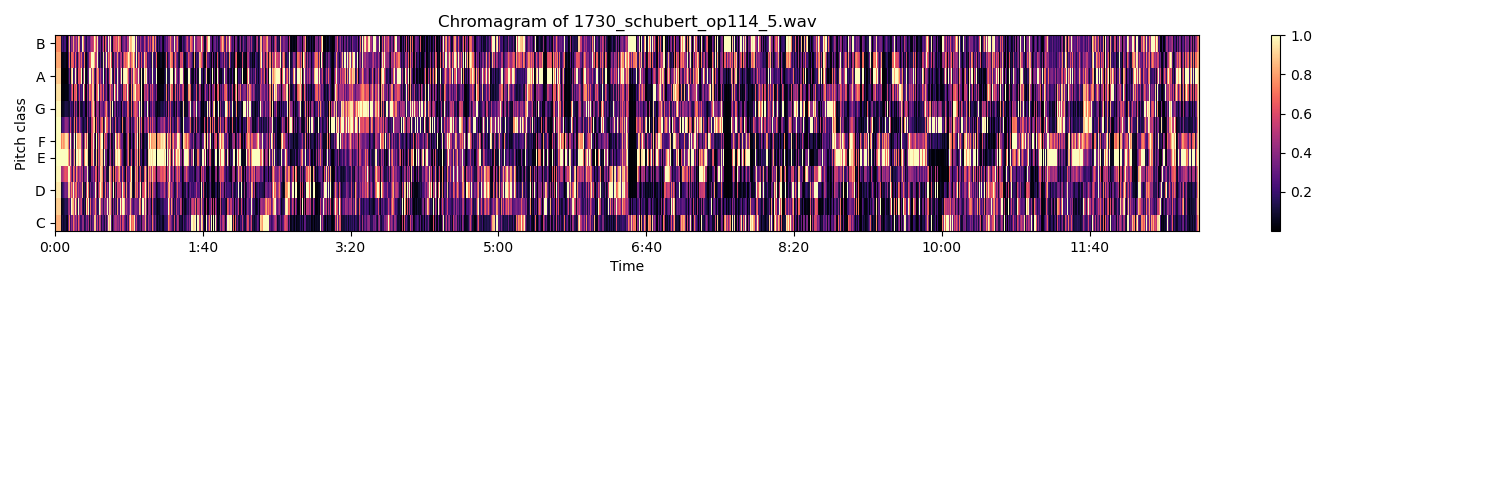 Chromagram of 1730_schubert_op114_5.wav
Pitch class
B
A
G
F
E
D
C
0:00 1:40 3:20 5:00 6:40 8:20 10:00 11:40
Time
1.0
0.8
0.6
0.4
0.2